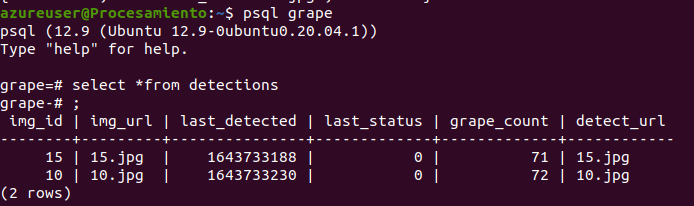 azureuser@Procesamiento:~$ psql grape
psql (12.9 (Ubuntu 12.9-0ubuntu0.20.04.1))
Type "help" for help.

grape=# select *from detections
grape-# ;
 img_id | img_url | last_detected | last_status | grape_count | detect_url
--------+---------+---------------+-------------+-------------+------------
     15 | 15.jpg  |    1643733188 |           0 |          71 | 15.jpg
     10 | 10.jpg  |    1643733230 |           0 |          72 | 10.jpg
(2 rows)